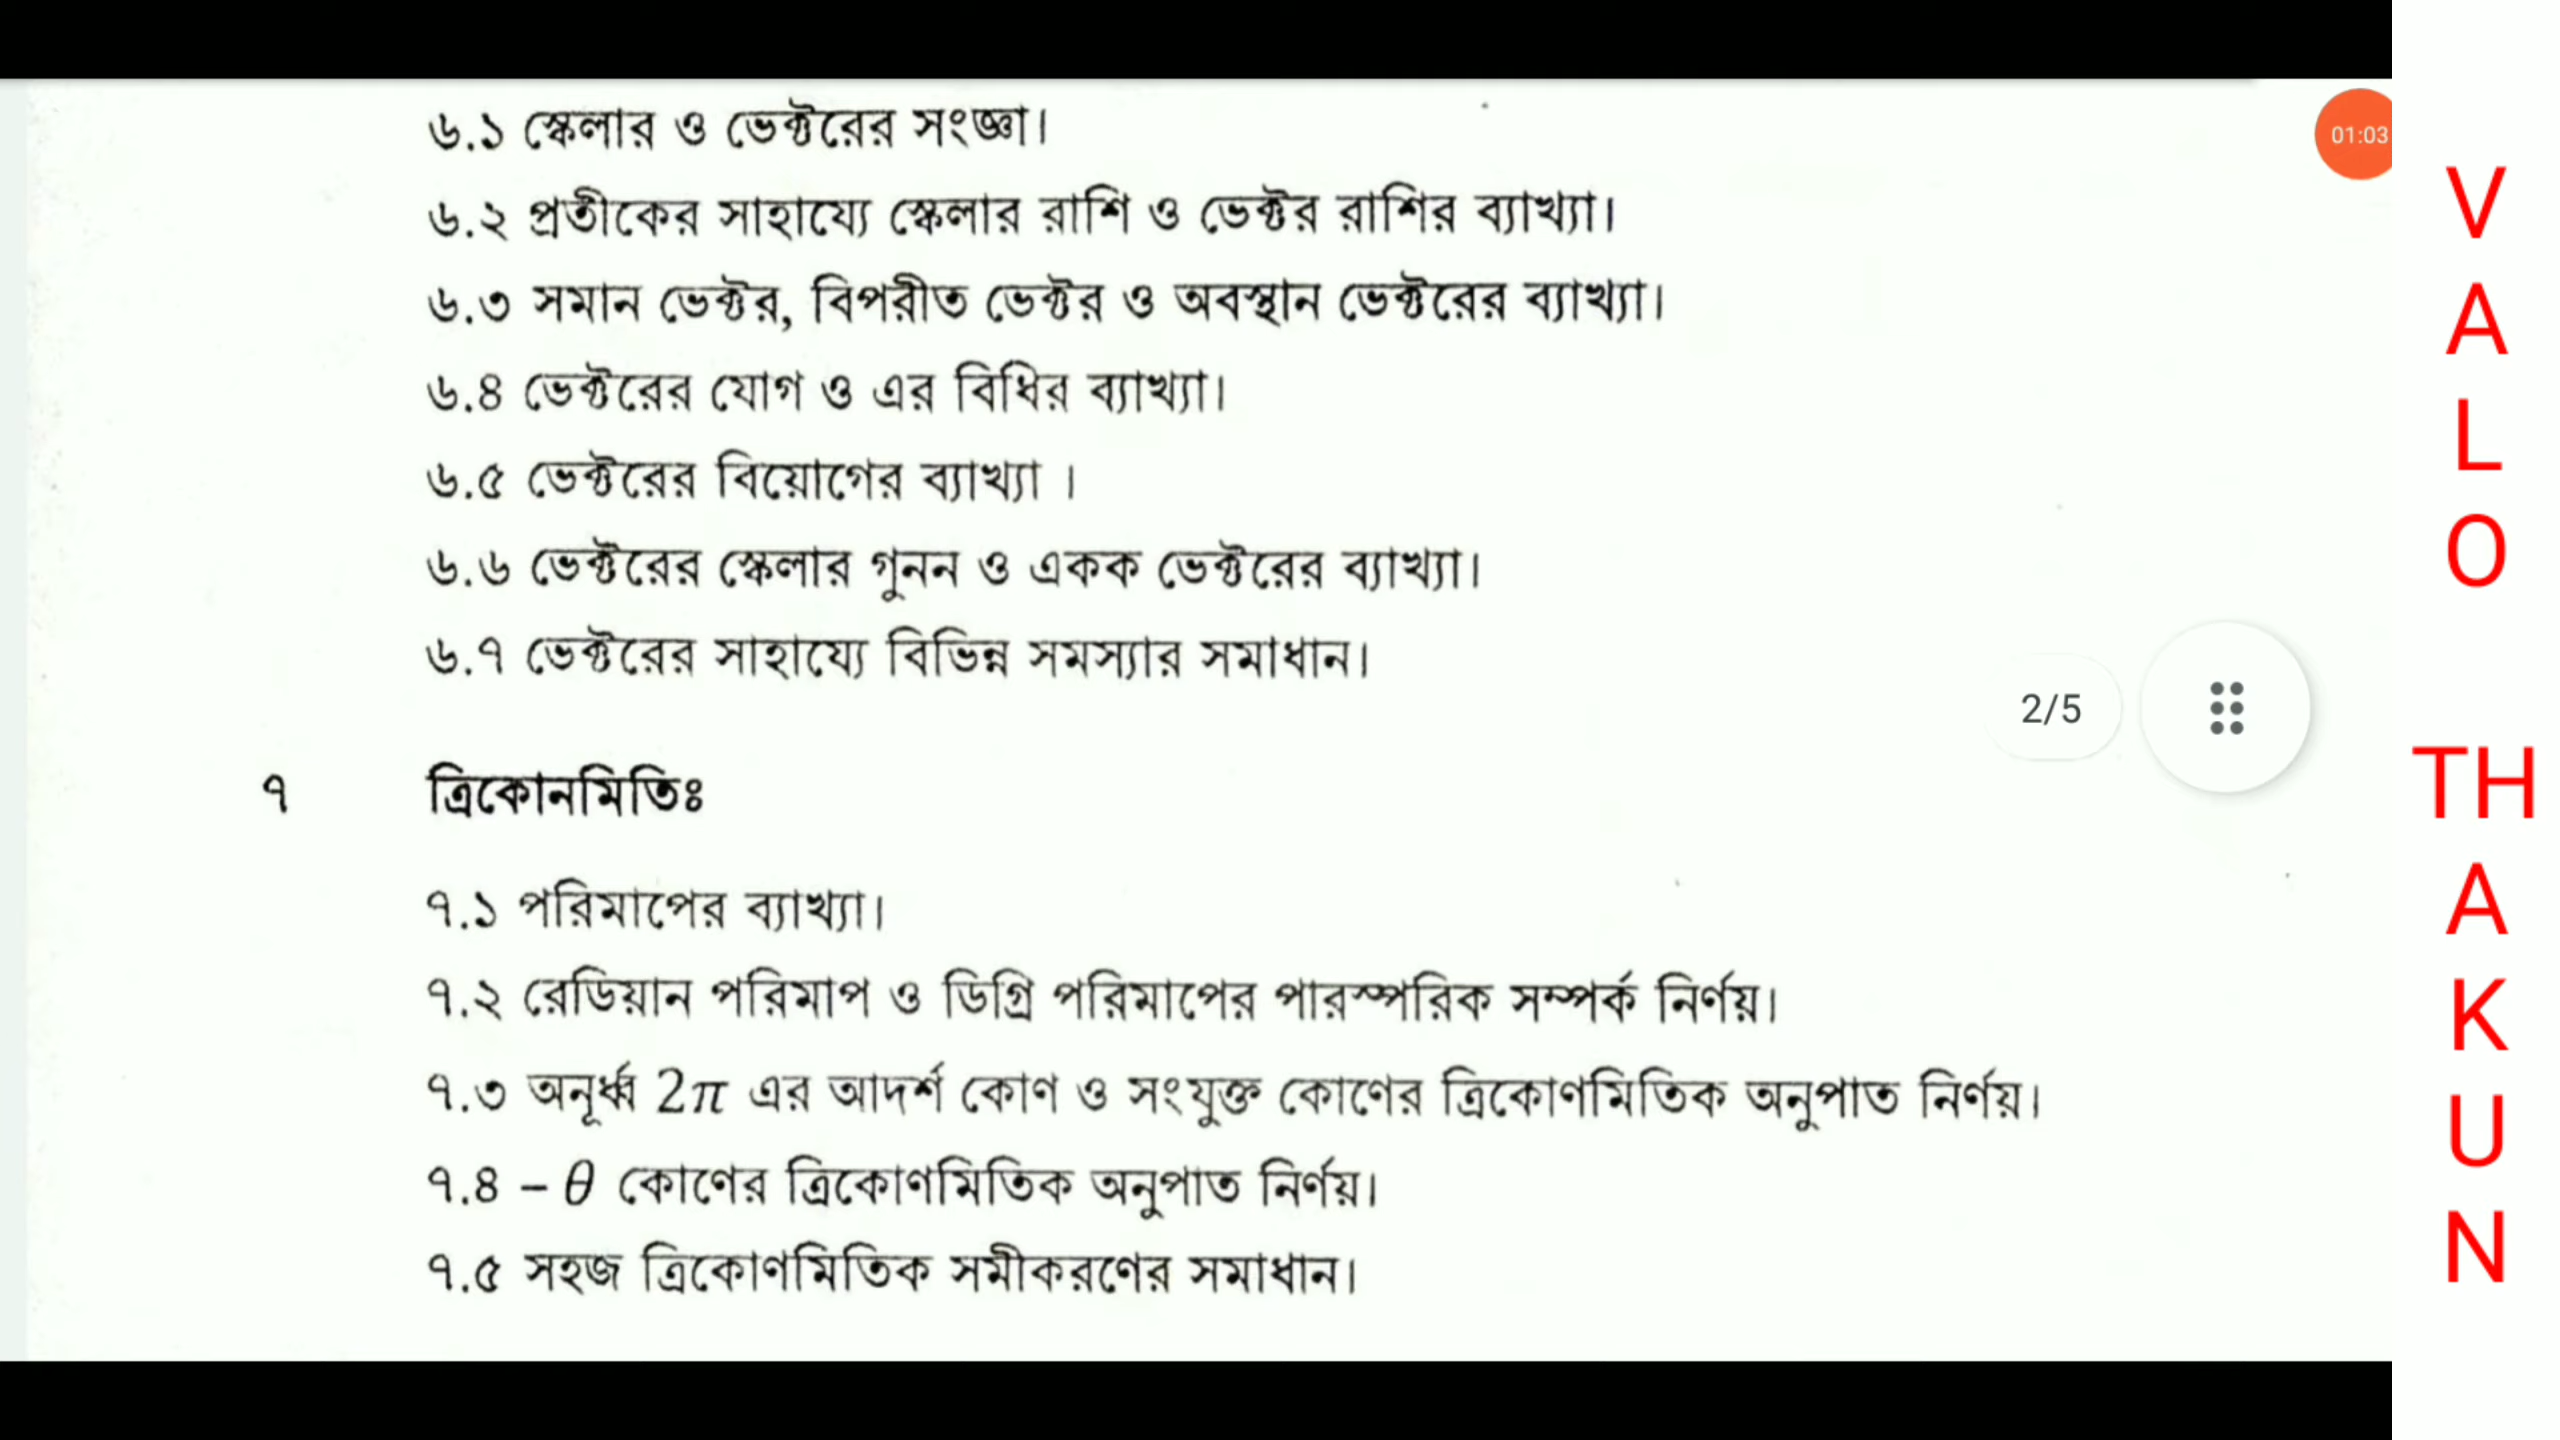 ৬.১ স্কেলার ও ভেক্টরের সংজ্ঞা।
৬.২ প্রতীকের সাহায্যে স্কেলার রাশি ও ভেক্টর রাশির ব্যাখ্যা।
৬.৩ সমান ভেক্টর, বিপরীত ভেক্টর ও অবস্থান ভেক্টরের ব্যাখ্যা।
৬.৪ ভেক্টরের যোগ ও এর বিধির ব্যাখ্যা।
৬.৫ ভেক্টরের বিয়োগের ব্যাখ্যা ।
৬.৬ ভেক্টরের স্কেলার গুনন ও একক ভেক্টরের ব্যাখ্যা।
৬.৭ ভেক্টরের সাহায্যে বিভিন্ন সমস্যার সমাধান।
৭ ত্রিকোনমিতিঃ
৭.১ পরিমাপের ব্যাখ্যা।
৭.২ রেডিয়ান পরিমাপ ও ডিগ্রি পরিমাপের পারস্পরিক সম্পর্ক নির্ণয়।
৭.৩ অনূর্ধ্ব 2π এর আদর্শ কোণ ও সংযুক্ত কোণের ত্রিকোণমিতিক অনুপাত নির্ণয়।
৭.৪ – θ কোণের ত্রিকোণমিতিক অনুপাত নির্ণয়।
৭.৫ সহজ ত্রিকোণমিতিক সমীকরণের সমাধান।
01:03
2/5
V
A
L
O
TH
A
K
U
N